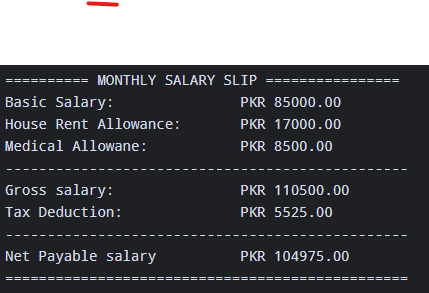 ========== MONTHLY SALARY SLIP ================
Basic Salary:               PKR 85000.00
House Rent Allowance:       PKR 17000.00
Medical Allowane:           PKR 8500.00
------------------------------------------------
Gross salary:               PKR 110500.00
Tax Deduction:              PKR 5525.00
------------------------------------------------
Net Payable salary          PKR 104975.00
================================================